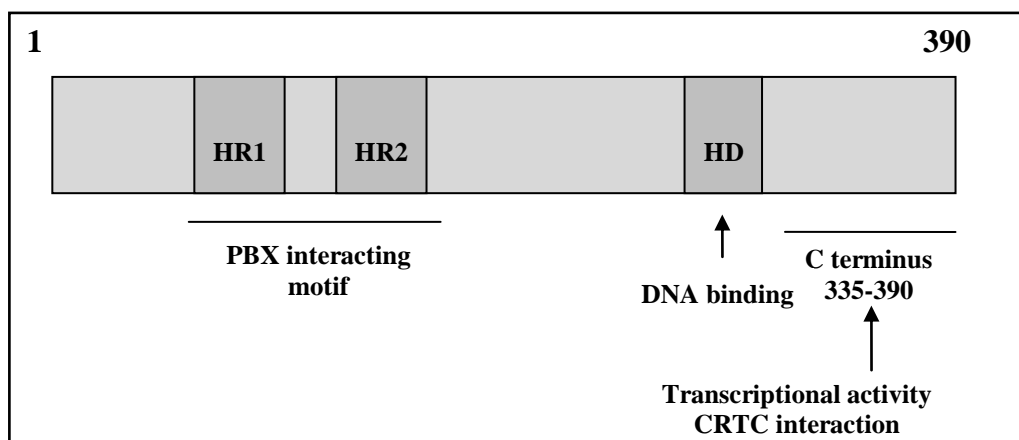 1
390
HR1
HR2
HD
PBX interacting
motif
DNA binding
C terminus
335-390
Transcriptional activity
CRTC interaction